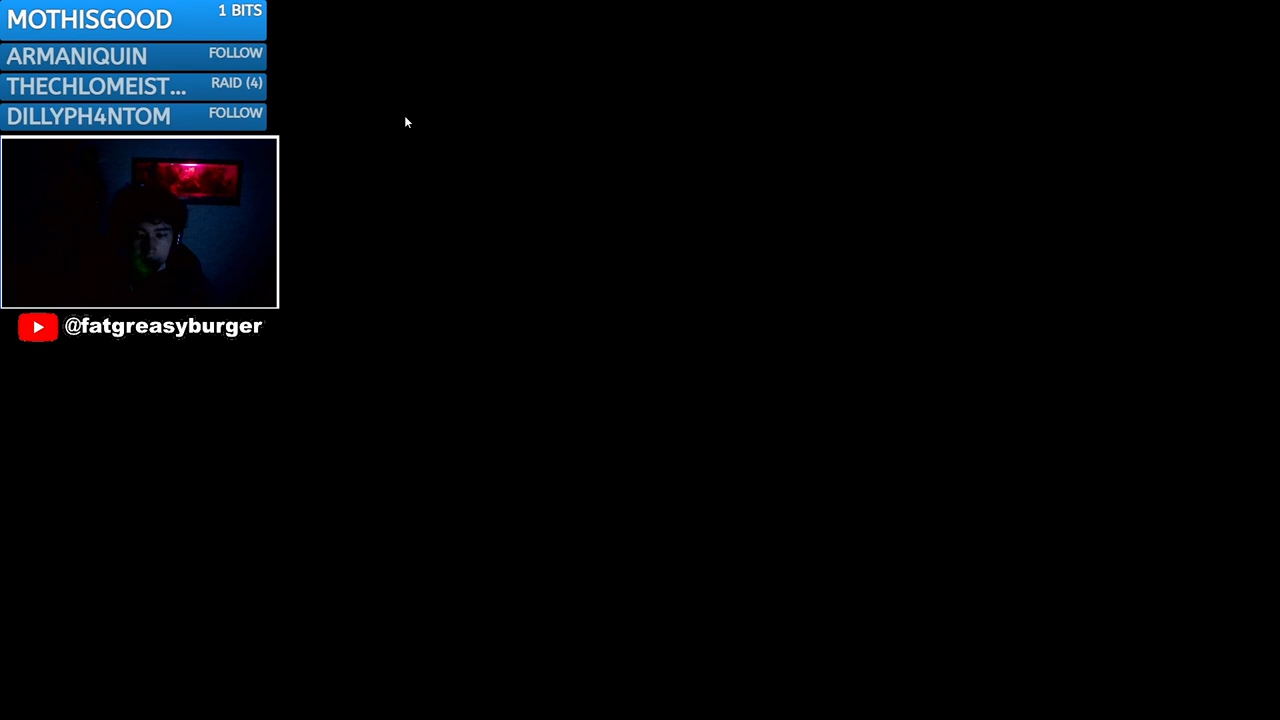 MOTHISGOOD 1 BITS
ARMANIQUIN FOLLOW
THECHLOMEIST... RAID (4)
DILLYPH4NTOM FOLLOW
@fatgreasyburger